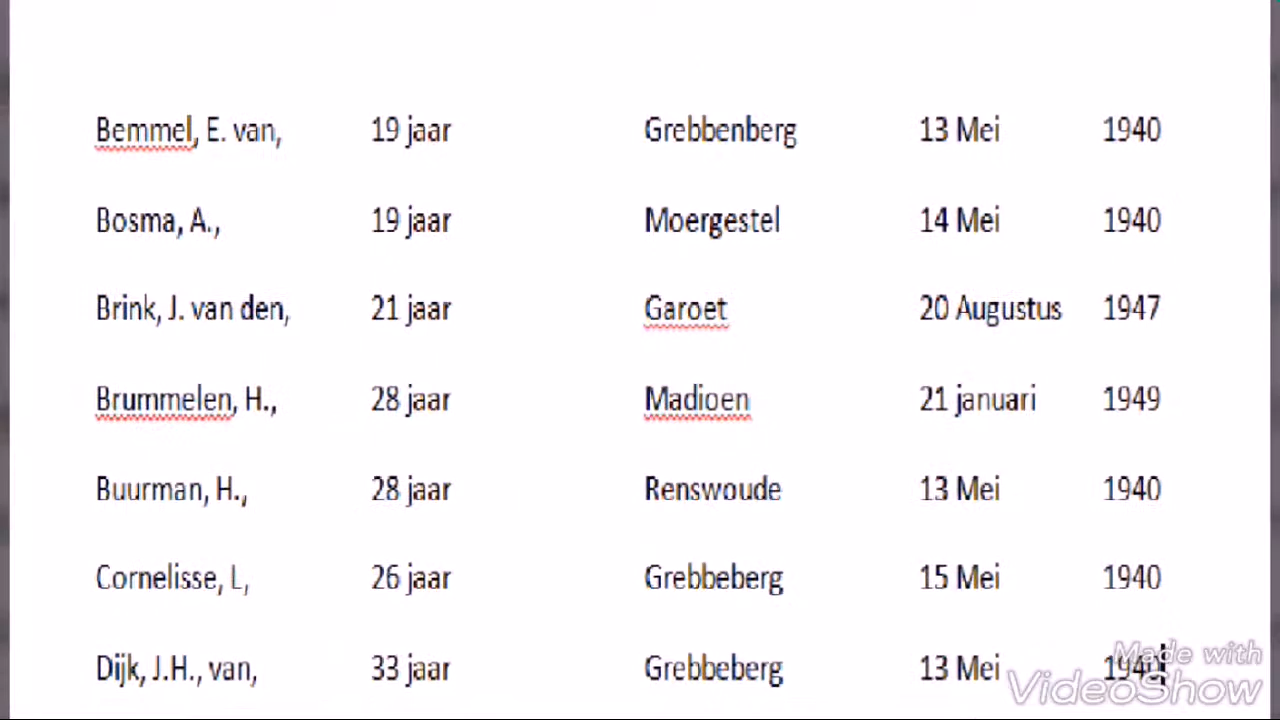 Bemmel, E. van, 19 jaar Grebbenberg 13 Mei 1940
Bosma, A., 19 jaar Moergestel 14 Mei 1940
Brink, J. van den, 21 jaar Garoet 20 Augustus 1947
Brummelen, H., 28 jaar Madioen 21 januari 1949
Buurman, H., 28 jaar Renswoude 13 Mei 1940
Cornelisse, L, 26 jaar Grebbeberg 15 Mei 1940
Dijk, J.H., van, 33 jaar Grebbeberg 13 Mei 1940
Made with
VideoShow